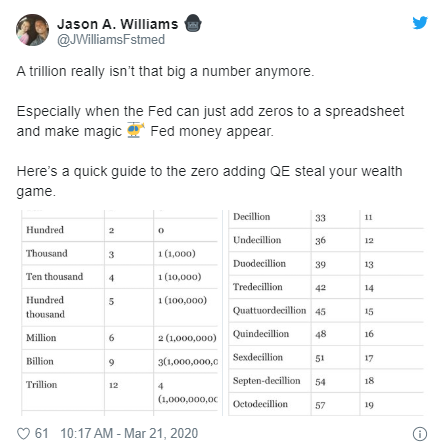 Jason A. Williams
@JWilliamsFstmed
A trillion really isn't that big a number anymore.
Especially when the Fed can just add zeros to a spreadsheet
and make magic 🚁 Fed money appear.
Here's a quick guide to the zero adding QE steal your wealth
game.
Hundred 2 0
Thousand 3 1 (1,000)
Ten thousand 4 1 (10,000)
Hundred
thousand 5 1 (100,000)
Million 6 2 (1,000,000)
Billion 9 3(1,000,000,0
Trillion 12 4
(1,000,000,00
Decillion 33 11
Undecillion 36 12
Duodecillion 39 13
Tredecillion 42 14
Quattuordecillion 45 15
Quindecillion 48 16
Sexdecillion 51 17
Septen-decillion 54 18
Octodecillion 57 19
61 10:17 AM - Mar 21, 2020